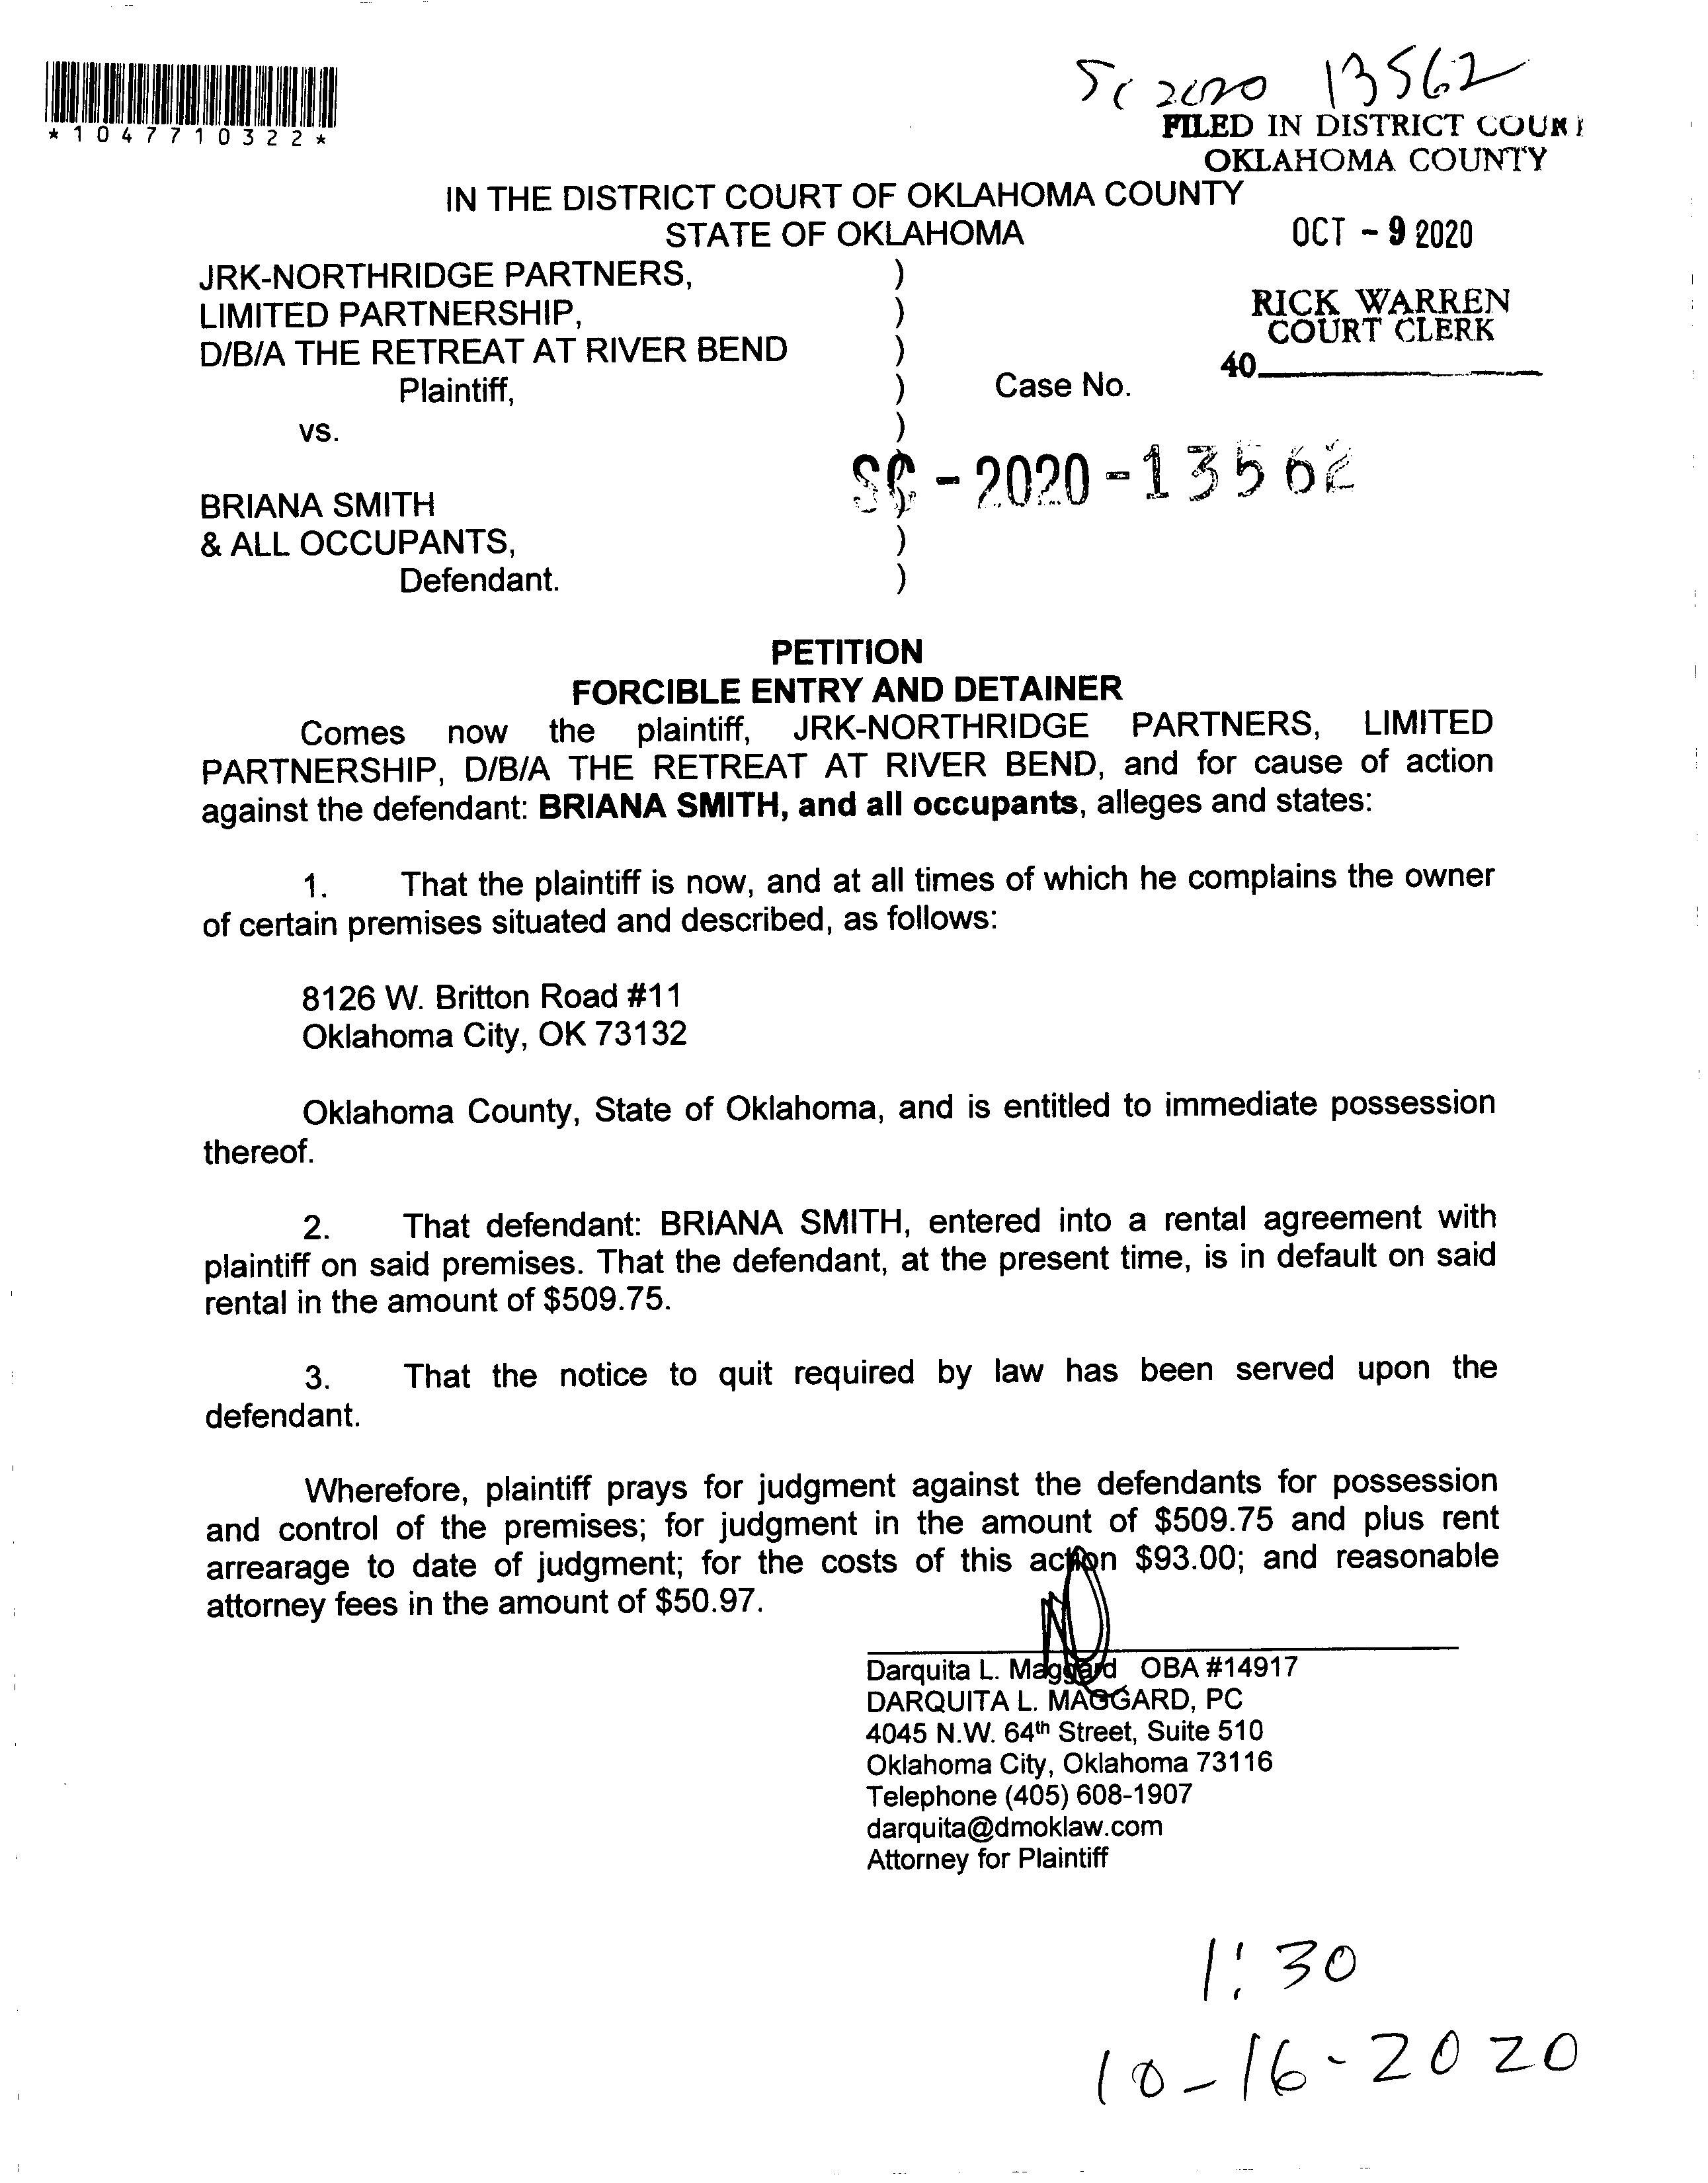 *1047710322*
SC 2020 13562
FILED IN DISTRICT COURT
OKLAHOMA COUNTY
IN THE DISTRICT COURT OF OKLAHOMA COUNTY
STATE OF OKLAHOMA
OCT - 9 2020
JRK-NORTHRIDGE PARTNERS, )
LIMITED PARTNERSHIP, )
D/B/A THE RETREAT AT RIVER BEND )
RICK WARREN
COURT CLERK
40
Plaintiff, ) Case No.
vs. )
SC - 2020 - 13562
BRIANA SMITH )
& ALL OCCUPANTS, )
Defendant. )
PETITION
FORCIBLE ENTRY AND DETAINER
Comes now the plaintiff, JRK-NORTHRIDGE PARTNERS, LIMITED
PARTNERSHIP, D/B/A THE RETREAT AT RIVER BEND, and for cause of action
against the defendant: BRIANA SMITH, and all occupants, alleges and states:
1. That the plaintiff is now, and at all times of which he complains the owner
of certain premises situated and described, as follows:
8126 W. Britton Road #11
Oklahoma City, OK 73132
Oklahoma County, State of Oklahoma, and is entitled to immediate possession
thereof.
2. That defendant: BRIANA SMITH, entered into a rental agreement with
plaintiff on said premises. That the defendant, at the present time, is in default on said
rental in the amount of $509.75.
3. That the notice to quit required by law has been served upon the
defendant.
Wherefore, plaintiff prays for judgment against the defendants for possession
and control of the premises; for judgment in the amount of $509.75 and plus rent
arrearage to date of judgment; for the costs of this action $93.00; and reasonable
attorney fees in the amount of $50.97.
Darquita L. Maggard OBA #14917
DARQUITA L. MAGGARD, PC
4045 N.W. 64th Street, Suite 510
Oklahoma City, Oklahoma 73116
Telephone (405) 608-1907
darquita@dmoklaw.com
Attorney for Plaintiff
1:30
10-16-2020